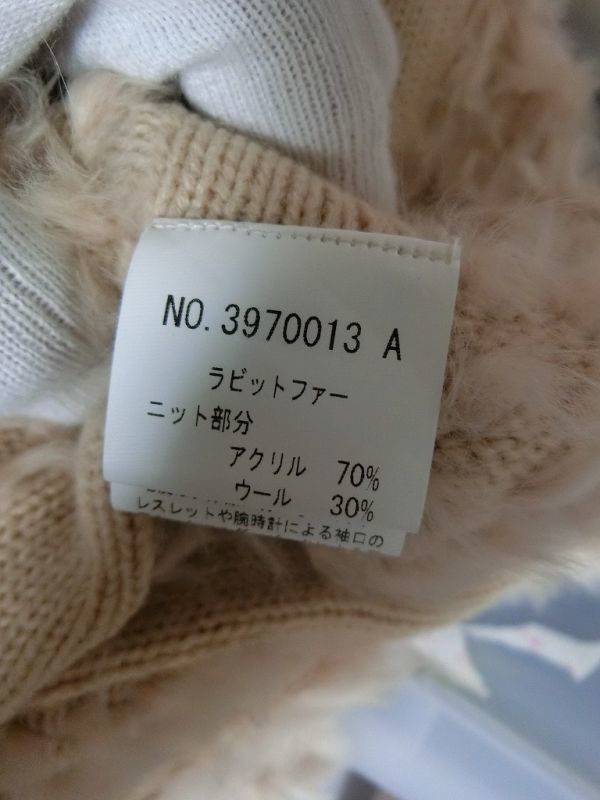 NO. 3970013 A
ラビットファー
ニット部分
アクリル 70%
ウール 30%
レスレットや腕時計による袖口の